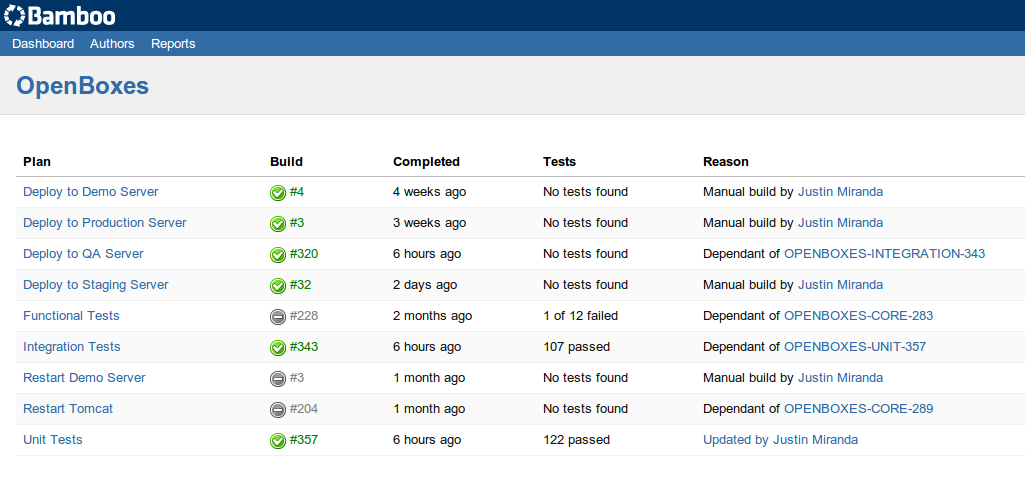 Bamboo
Dashboard Authors Reports
OpenBoxes
Plan Build Completed Tests Reason
Deploy to Demo Server #4 4 weeks ago No tests found Manual build by Justin Miranda
Deploy to Production Server #3 3 weeks ago No tests found Manual build by Justin Miranda
Deploy to QA Server #320 6 hours ago No tests found Dependant of OPENBOXES-INTEGRATION-343
Deploy to Staging Server #32 2 days ago No tests found Manual build by Justin Miranda
Functional Tests #228 2 months ago 1 of 12 failed Dependant of OPENBOXES-CORE-283
Integration Tests #343 6 hours ago 107 passed Dependant of OPENBOXES-UNIT-357
Restart Demo Server #3 1 month ago No tests found Manual build by Justin Miranda
Restart Tomcat #204 1 month ago No tests found Dependant of OPENBOXES-CORE-289
Unit Tests #357 6 hours ago 122 passed Updated by Justin Miranda